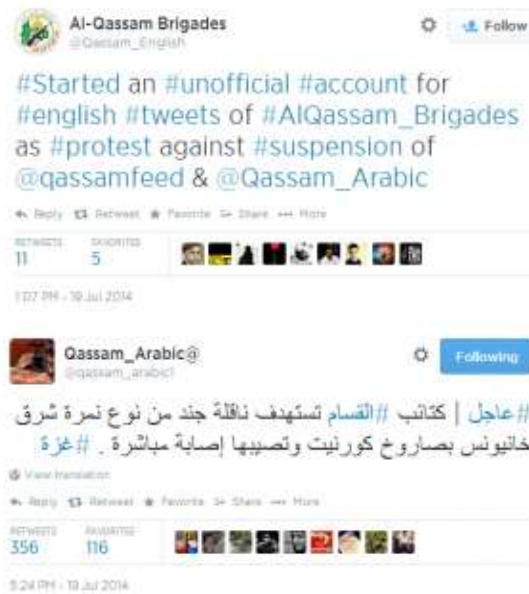 Al-Qassam Brigades
@Qassam_English
Follow
#Started an #unofficial #account for
#english #tweets of #AlQassam_Brigades
as #protest against #suspension of
@qassamfeed & @Qassam_Arabic
Reply Retweet Favorite Share More
RETWEETS FAVORITES
11 5
1:07 PM - 19 Jul 2014
Qassam_Arabic@
@qassam_arabic1
Following
#عاجل | كتائب #القسام تستهدف ناقلة جند من نوع نمرة شرق
خانيونس بصاروخ كورنيت وتصيبها إصابة مباشرة . #غزة
View translation
Reply Retweet Favorite Share More
RETWEETS FAVORITES
356 116
5:24 PM - 19 Jul 2014